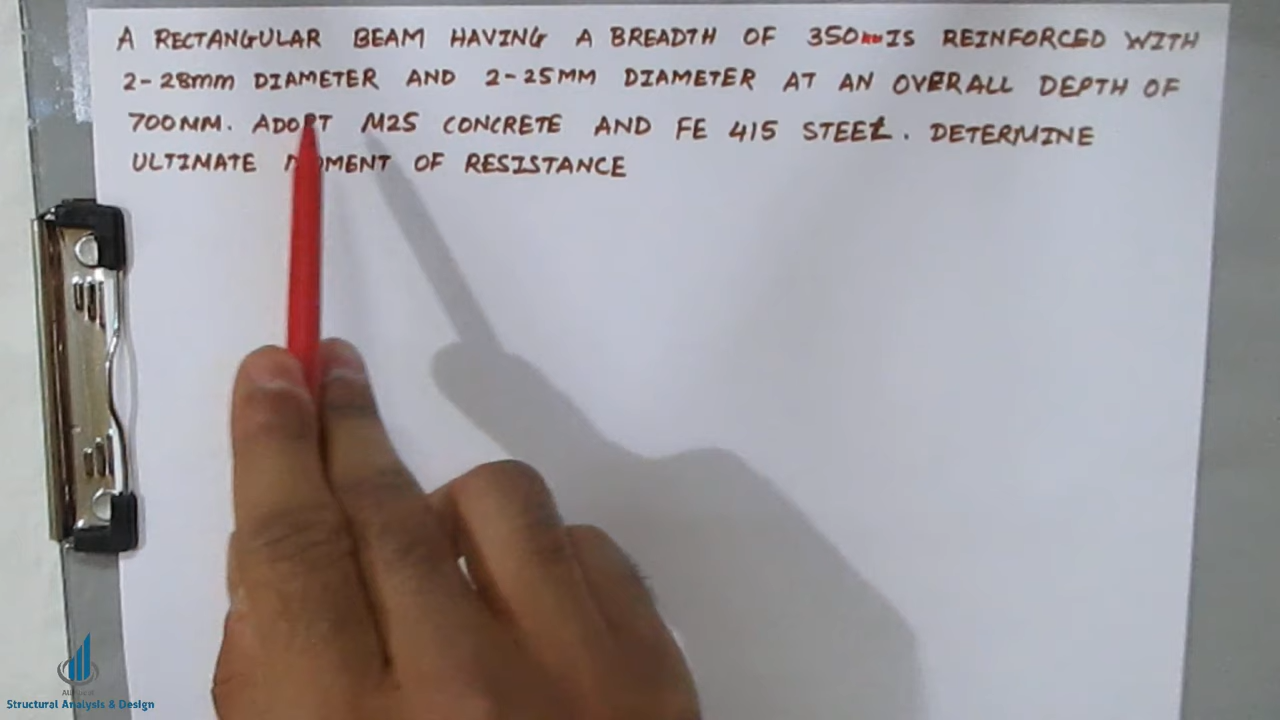 A RECTANGULAR BEAM HAVING A BREADTH OF 350mm IS REINFORCED WITH
2-28mm DIAMETER AND 2-25MM DIAMETER AT AN OVERALL DEPTH OF
700MM. ADOPT M25 CONCRETE AND FE 415 STEEL. DETERMINE
ULTIMATE MOMENT OF RESISTANCE
Structural Analysis & Design